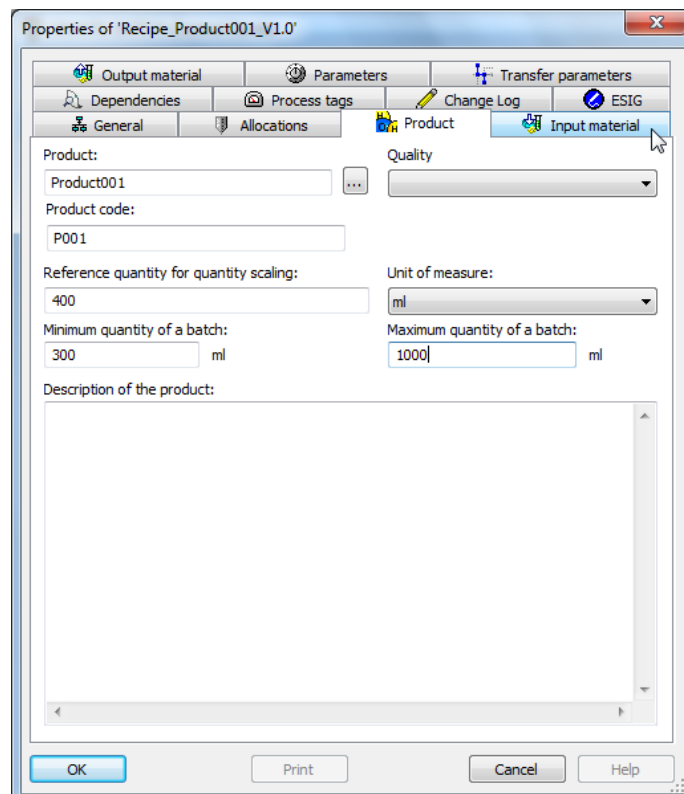 Properties of 'Recipe_Product001_V1.0'
Output material Parameters Transfer parameters
Dependencies Process tags Change Log ESIG
General Allocations Product Input material
Product: Quality
Product001 ...
Product code:
P001
Reference quantity for quantity scaling: Unit of measure:
400 ml
Minimum quantity of a batch: Maximum quantity of a batch:
300 ml 1000 ml
Description of the product:
OK Print Cancel Help